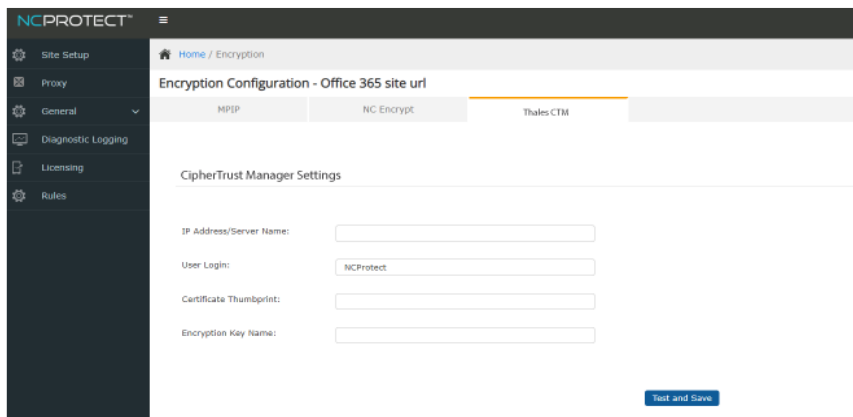 NCPROTECT™
Site Setup
Proxy
General
Diagnostic Logging
Licensing
Rules
Home / Encryption
Encryption Configuration - Office 365 site url
MPIP
NC Encrypt
Thales CTM
CipherTrust Manager Settings
IP Address/Server Name:
User Login:
NCProtect
Certificate Thumbprint:
Encryption Key Name:
Test and Save